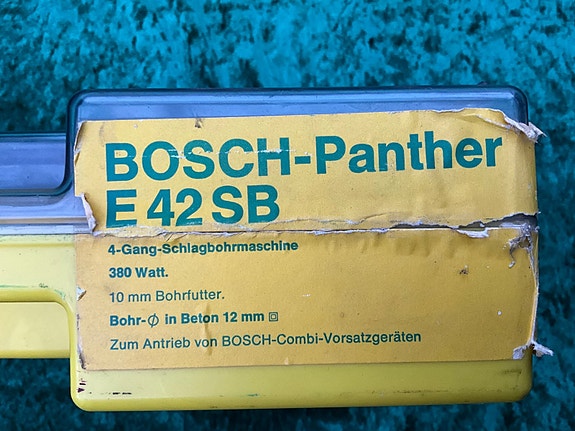 BOSCH-Panther
E 42 SB
4-Gang-Schlagbohrmaschine
380 Watt.
10 mm Bohrfutter.
Bohr-∅ in Beton 12 mm ⧈
Zum Antrieb von BOSCH-Combi-Vorsatzgeräten